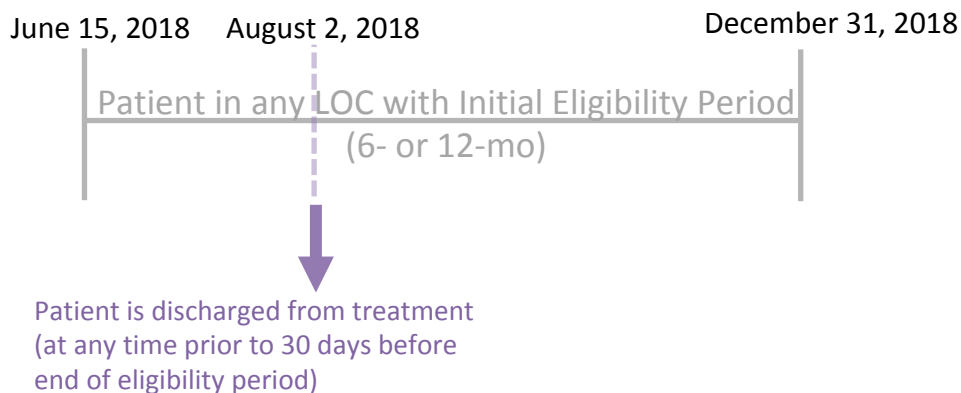 June 15, 2018
August 2, 2018
December 31, 2018
Patient in any LOC with Initial Eligibility Period
(6- or 12-mo)
Patient is discharged from treatment
(at any time prior to 30 days before
end of eligibility period)